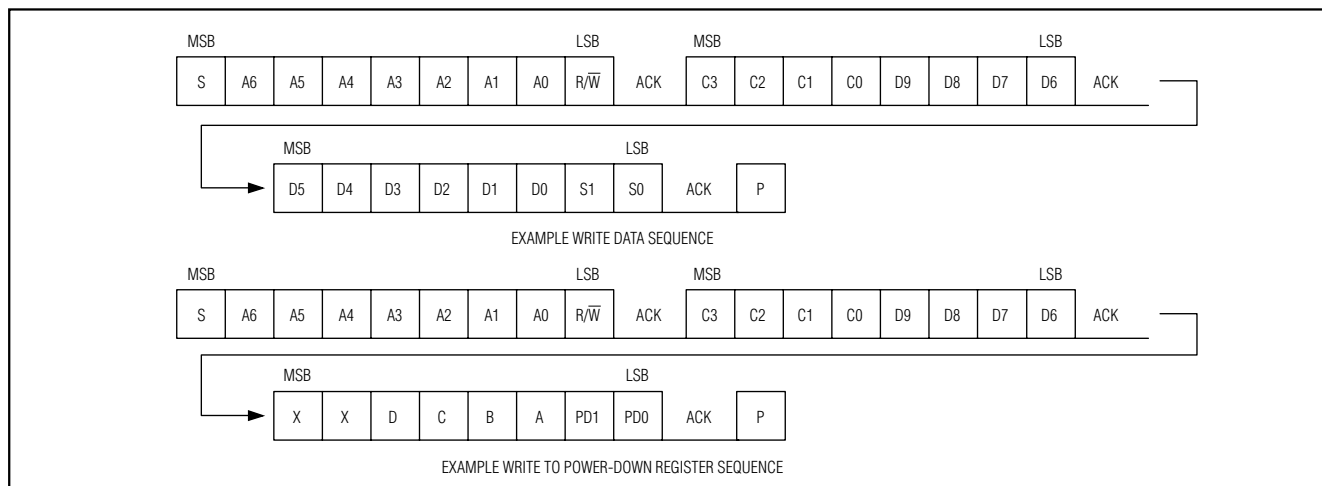 MSB LSB MSB LSB
S A6 A5 A4 A3 A2 A1 A0 R/W̅ ACK C3 C2 C1 C0 D9 D8 D7 D6 ACK
MSB LSB
D5 D4 D3 D2 D1 D0 S1 S0 ACK P
EXAMPLE WRITE DATA SEQUENCE
MSB LSB MSB LSB
S A6 A5 A4 A3 A2 A1 A0 R/W̅ ACK C3 C2 C1 C0 D9 D8 D7 D6 ACK
MSB LSB
X X D C B A PD1 PD0 ACK P
EXAMPLE WRITE TO POWER-DOWN REGISTER SEQUENCE